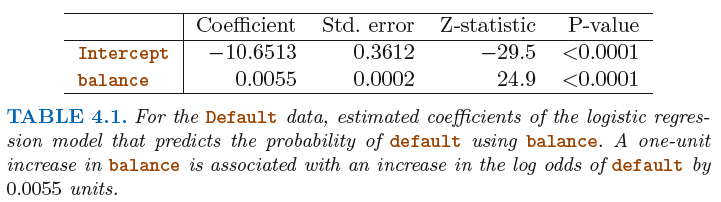 Coefficient Std. error Z-statistic P-value
Intercept −10.6513 0.3612 −29.5 <0.0001
balance 0.0055 0.0002 24.9 <0.0001
TABLE 4.1. For the Default data, estimated coefficients of the logistic regres-
sion model that predicts the probability of default using balance. A one-unit
increase in balance is associated with an increase in the log odds of default by
0.0055 units.